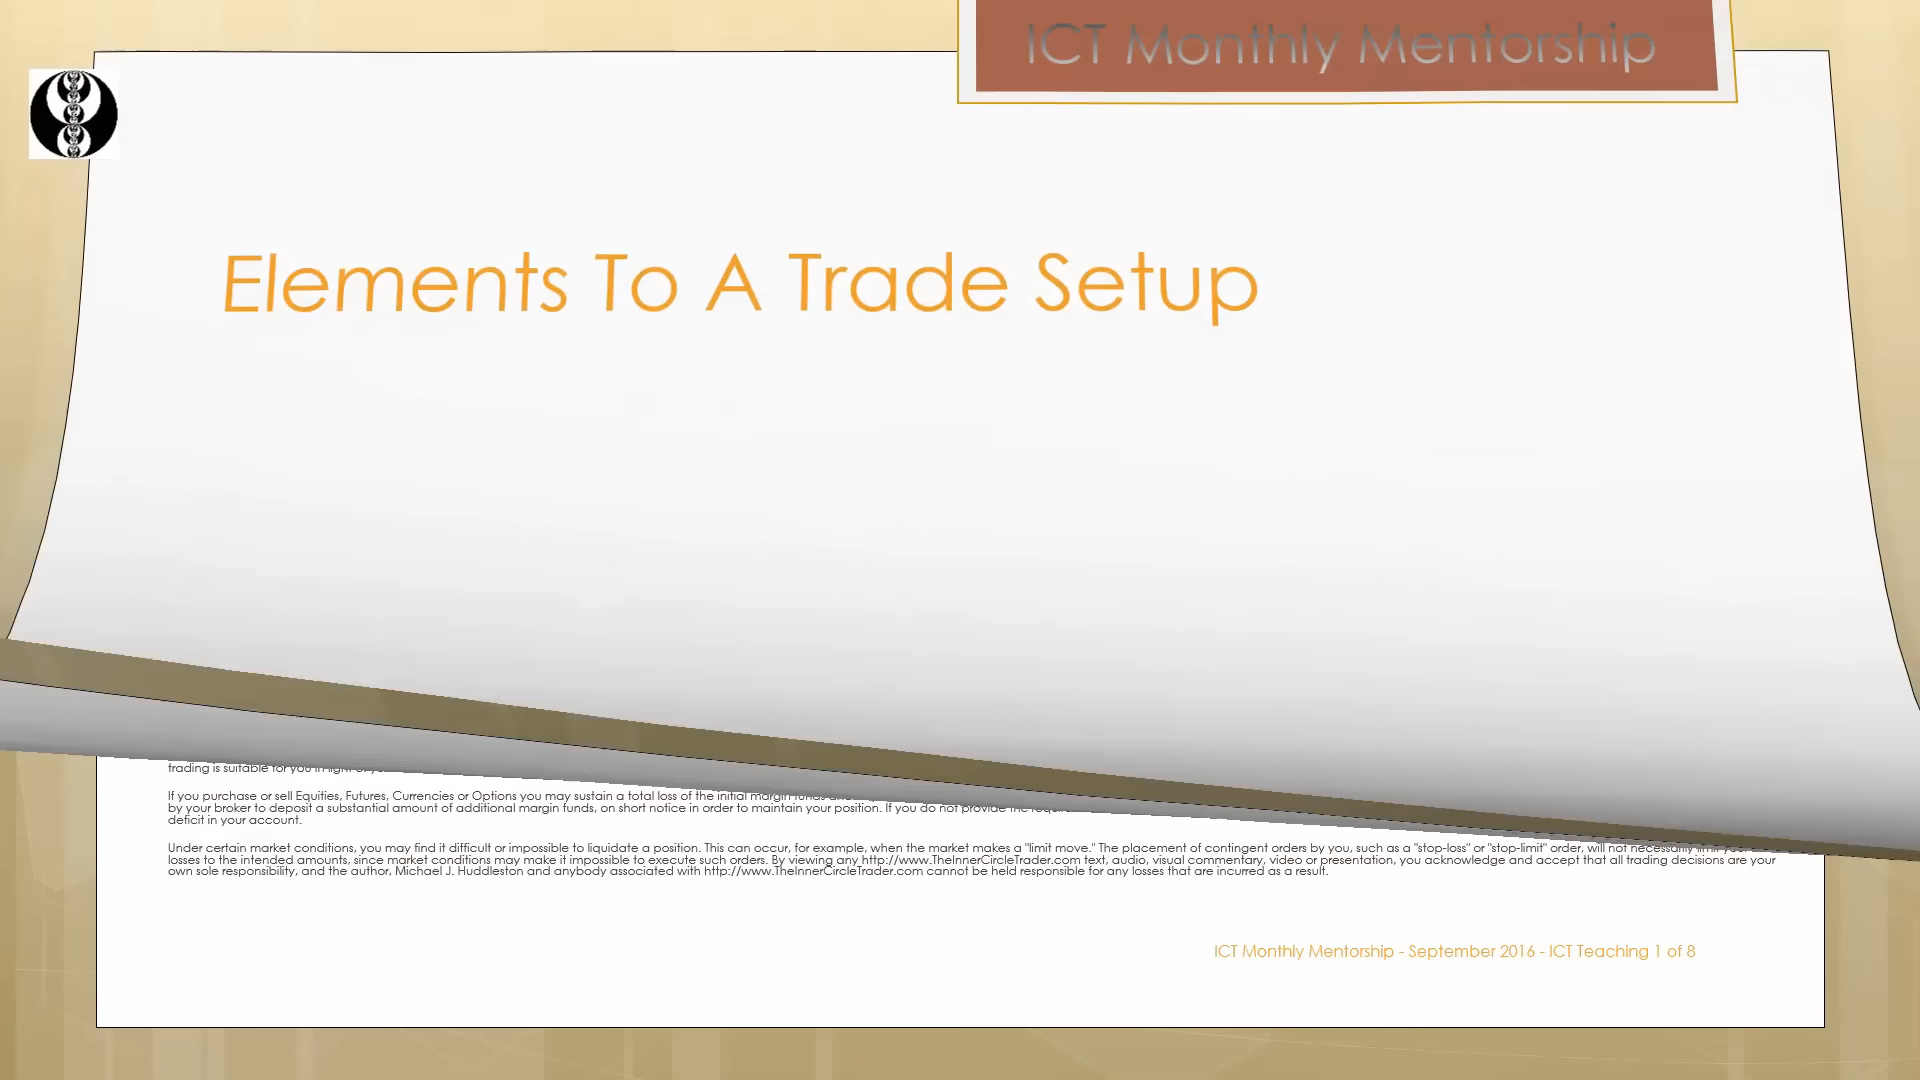 ICT Monthly Mentorship
Elements To A Trade Setup
trading is suitable for you in light of
If you purchase or sell Equities, Futures, Currencies or Options you may sustain a total loss of the initial margin funds
by your broker to deposit a substantial amount of additional margin funds, on short notice in order to maintain your position. If you do not provide the
deficit in your account.
Under certain market conditions, you may find it difficult or impossible to liquidate a position. This can occur, for example, when the market makes a "limit move." The placement of contingent orders by you, such as a "stop-loss" or "stop-limit" order, will not necessarily limit your
losses to the intended amounts, since market conditions may make it impossible to execute such orders. By viewing any http://www.TheInnerCircleTrader.com text, audio, visual commentary, video or presentation, you acknowledge and accept that all trading decisions are your
own sole responsibility, and the author, Michael J. Huddleston and anybody associated with http://www.TheInnerCircleTrader.com cannot be held responsible for any losses that are incurred as a result.
ICT Monthly Mentorship - September 2016 - ICT Teaching 1 of 8